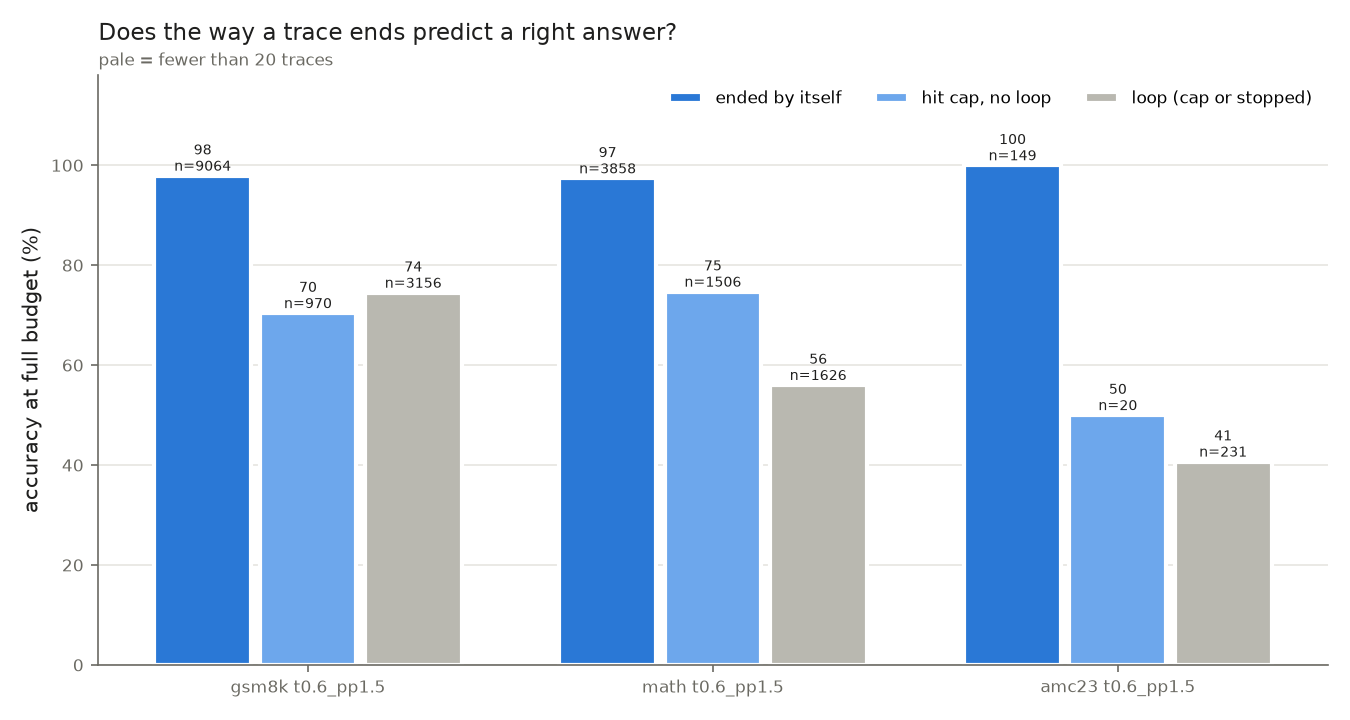 Does the way a trace ends predict a right answer?
pale = fewer than 20 traces
ended by itself
hit cap, no loop
loop (cap or stopped)
accuracy at full budget (%)
100
80
60
40
20
0
98
n=9064
70
n=970
74
n=3156
97
n=3858
75
n=1506
56
n=1626
100
n=149
50
n=20
41
n=231
gsm8k t0.6_pp1.5
math t0.6_pp1.5
amc23 t0.6_pp1.5